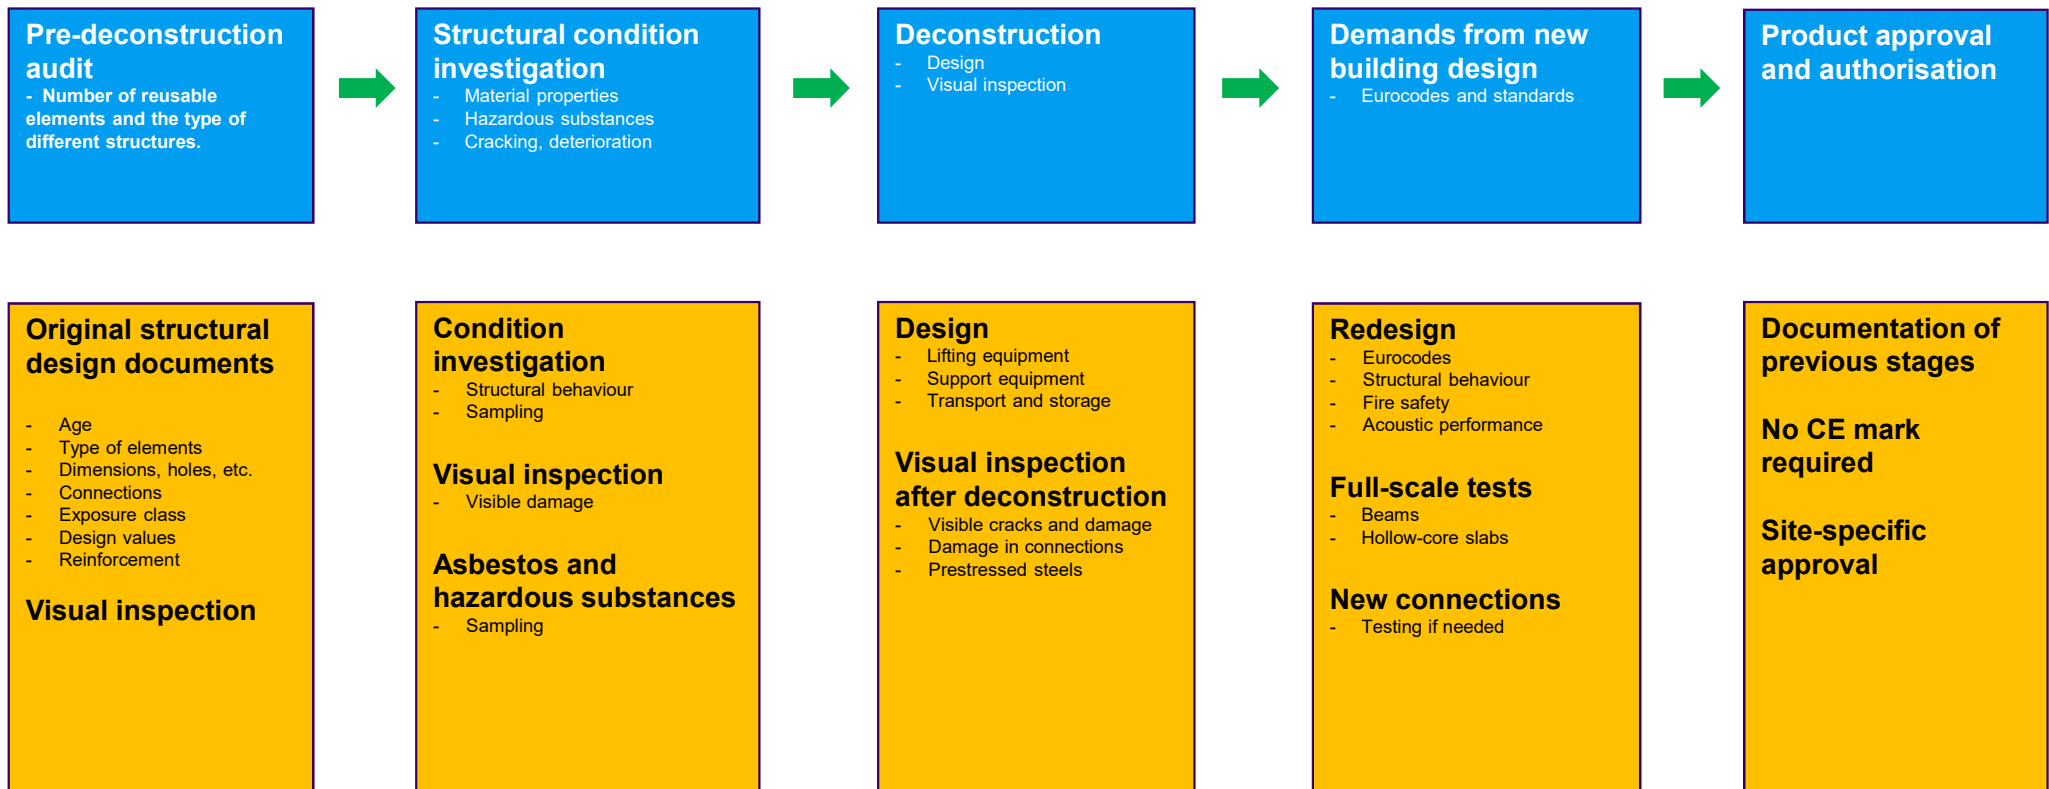 Pre-deconstruction
audit
- Number of reusable
elements and the type of
different structures.
Structural condition
investigation
- Material properties
- Hazardous substances
- Cracking, deterioration
Deconstruction
- Design
- Visual inspection
Demands from new
building design
- Eurocodes and standards
Product approval
and authorisation
Original structural
design documents
- Age
- Type of elements
- Dimensions, holes, etc.
- Connections
- Exposure class
- Design values
- Reinforcement
Visual inspection
Condition
investigation
- Structural behaviour
- Sampling
Visual inspection
- Visible damage
Asbestos and
hazardous substances
- Sampling
Design
- Lifting equipment
- Support equipment
- Transport and storage
Visual inspection
after deconstruction
- Visible cracks and damage
- Damage in connections
- Prestressed steels
Redesign
- Eurocodes
- Structural behaviour
- Fire safety
- Acoustic performance
Full-scale tests
- Beams
- Hollow-core slabs
New connections
- Testing if needed
Documentation of
previous stages
No CE mark
required
Site-specific
approval